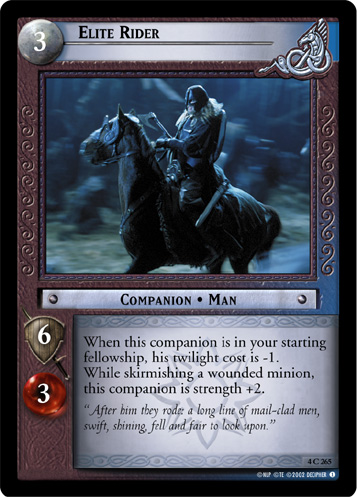 3
Elite Rider
Companion • Man
6
3
When this companion is in your starting
fellowship, his twilight cost is -1.
While skirmishing a wounded minion,
this companion is strength +2.
“After him they rode: a long line of mail-clad men,
swift, shining, fell and fair to look upon.”
4 C 265
©NLP ©TE ©2002 DECIPHER